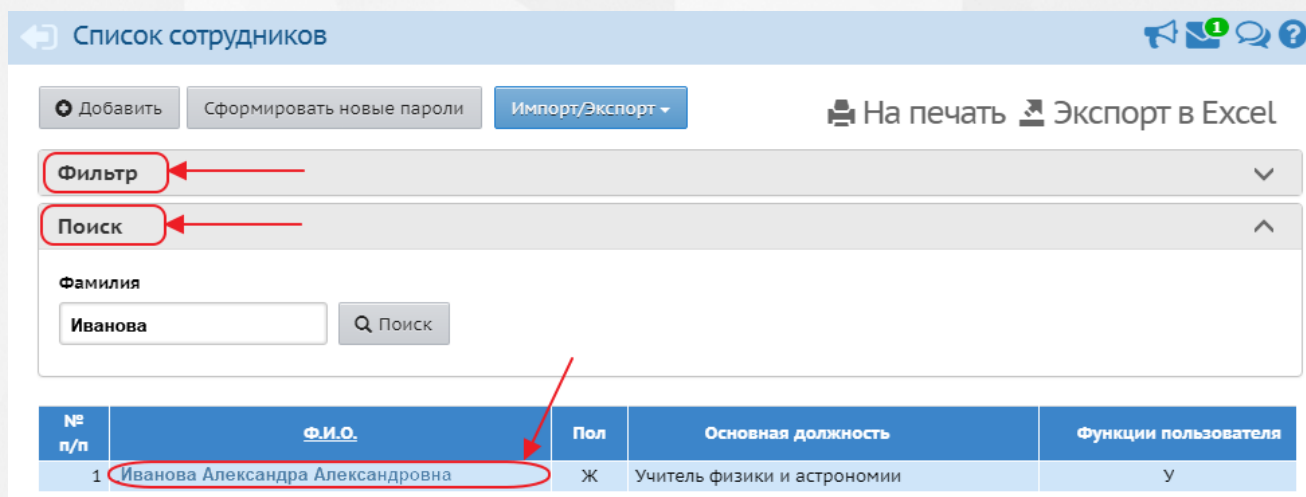 Список сотрудников
1
Добавить
Сформировать новые пароли
Импорт/Экспорт
На печать
Экспорт в Excel
Фильтр
Поиск
Фамилия
Иванова
Поиск
№ п/п Ф.И.О. Пол Основная должность Функции пользователя
1 Иванова Александра Александровна Ж Учитель физики и астрономии У